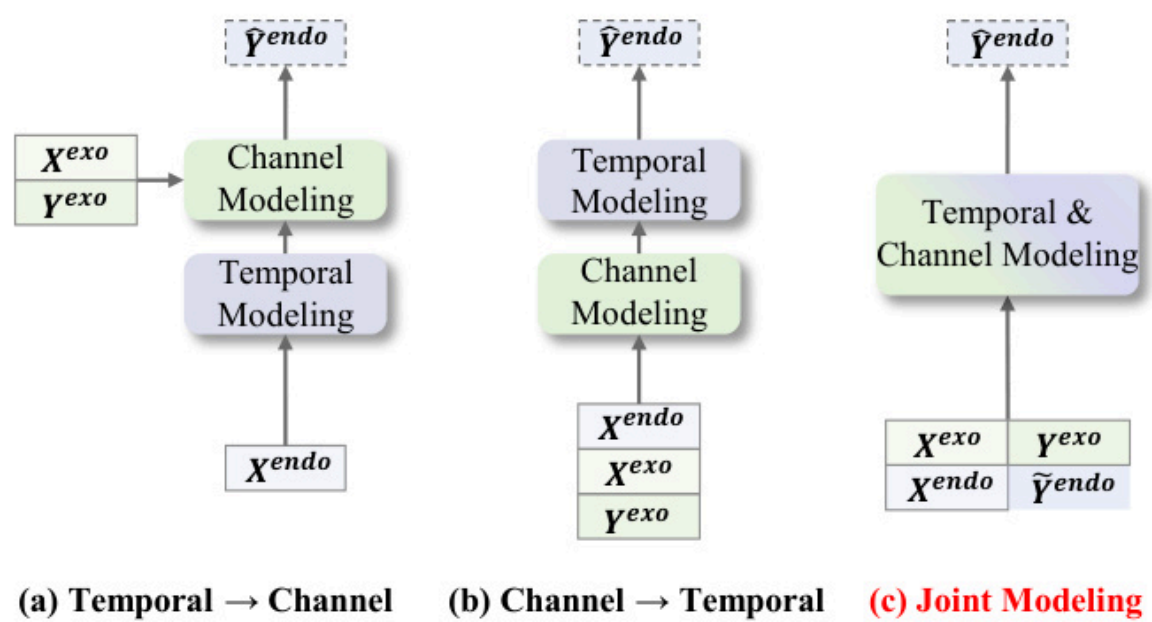 Ŷ^endo
X^exo
Y^exo
Channel
Modeling
Temporal
Modeling
X^endo
(a) Temporal → Channel
Ŷ^endo
Temporal
Modeling
Channel
Modeling
X^endo
X^exo
Y^exo
(b) Channel → Temporal
Ŷ^endo
Temporal &
Channel Modeling
X^exo Y^exo
X^endo Ỹ^endo
(c) Joint Modeling